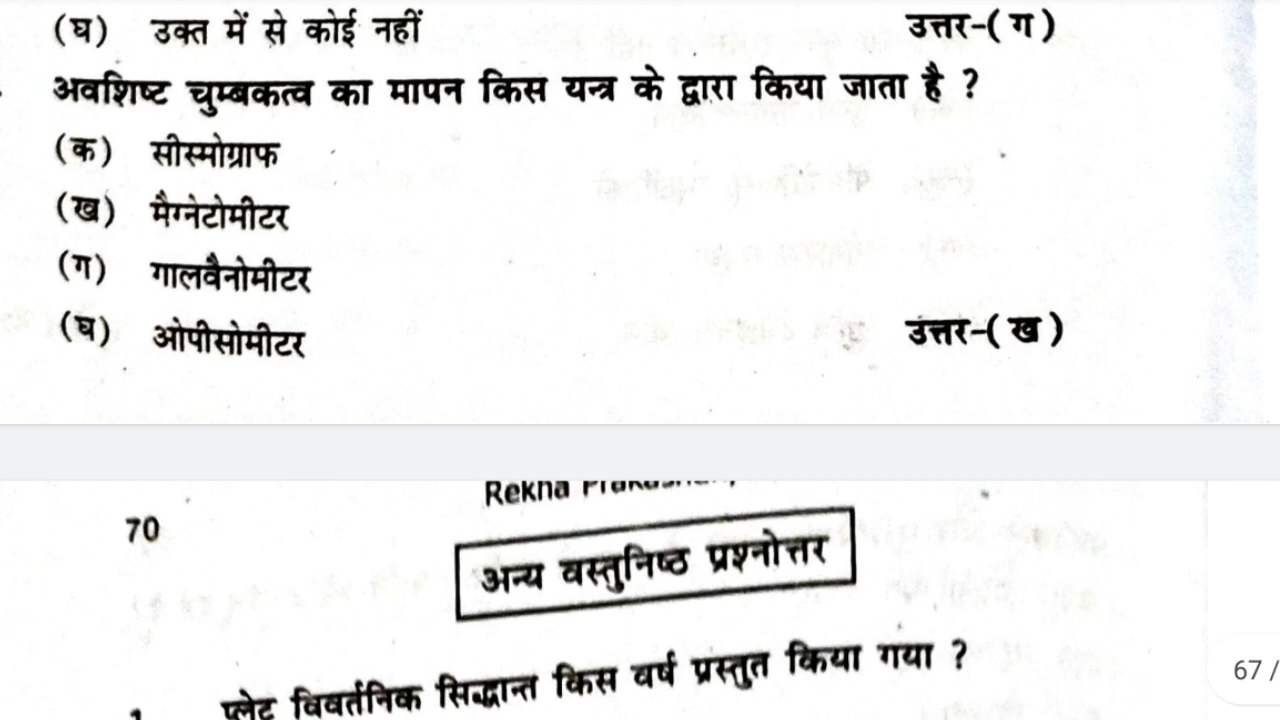 (घ) उक्त में से कोई नहीं उत्तर-( ग )
अवशिष्ट चुम्बकत्व का मापन किस यन्त्र के द्वारा किया जाता है ?
(क) सीस्मोग्राफ
(ख) मैग्नेटोमीटर
(ग) गालवैनोमीटर
(घ) ओपीसोमीटर उत्तर-( ख )
Rekha
70
अन्य वस्तुनिष्ठ प्रश्नोत्तर
प्लेट विवर्तनिक सिद्धान्त किस वर्ष प्रस्तुत किया गया ?
67 /